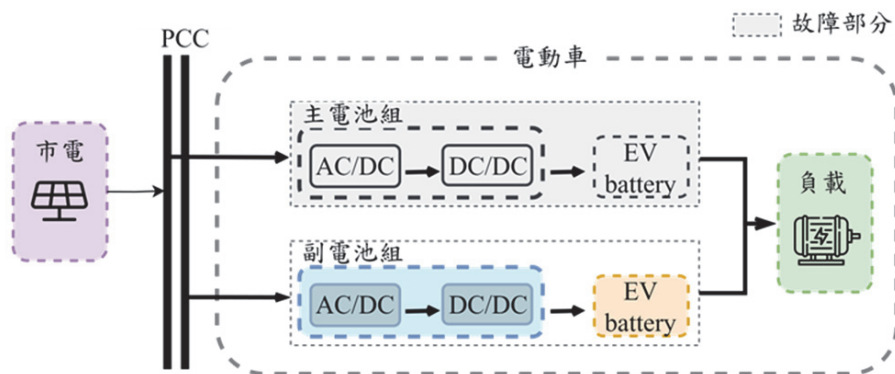 故障部分
PCC
電動車
市電
主電池組
AC/DC
DC/DC
EV
battery
負載
副電池組
AC/DC
DC/DC
EV
battery